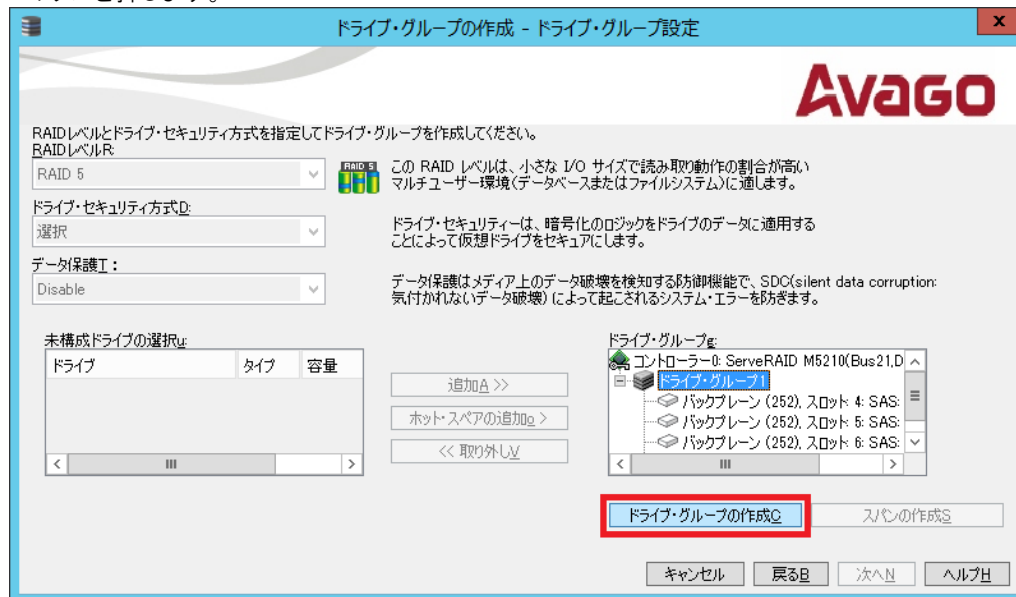 ドライブ・グループの作成 - ドライブ・グループ設定
x
Avago
RAIDレベルとドライブ・セキュリティ方式を指定してドライブ・グループを作成してください。
RAIDレベルR:
RAID 5
RAID 5
この RAID レベルは、小さな I/O サイズで読み取り動作の割合が高い
マルチユーザー環境(データベースまたはファイルシステム)に適します。
ドライブ・セキュリティ方式D:
選択
ドライブ・セキュリティーは、暗号化のロジックをドライブのデータに適用する
ことによって仮想ドライブをセキュアにします。
データ保護T:
Disable
データ保護はメディア上のデータ破壊を検知する防御機能で、SDC(silent data corruption:
気付かれないデータ破壊) によって起こされるシステム・エラーを防ぎます。
未構成ドライブの選択u:
ドライブ タイプ 容量
追加A >>
ホット・スペアの追加o >
<< 取り外しV
ドライブ・グループg:
コントローラー0: ServeRAID M5210(Bus21,D
ドライブ・グループ1
バックプレーン (252), スロット: 4: SAS:
バックプレーン (252), スロット: 5: SAS:
バックプレーン (252), スロット: 6: SAS:
ドライブ・グループの作成C
スパンの作成S
キャンセル
戻るB
次へN
ヘルプH